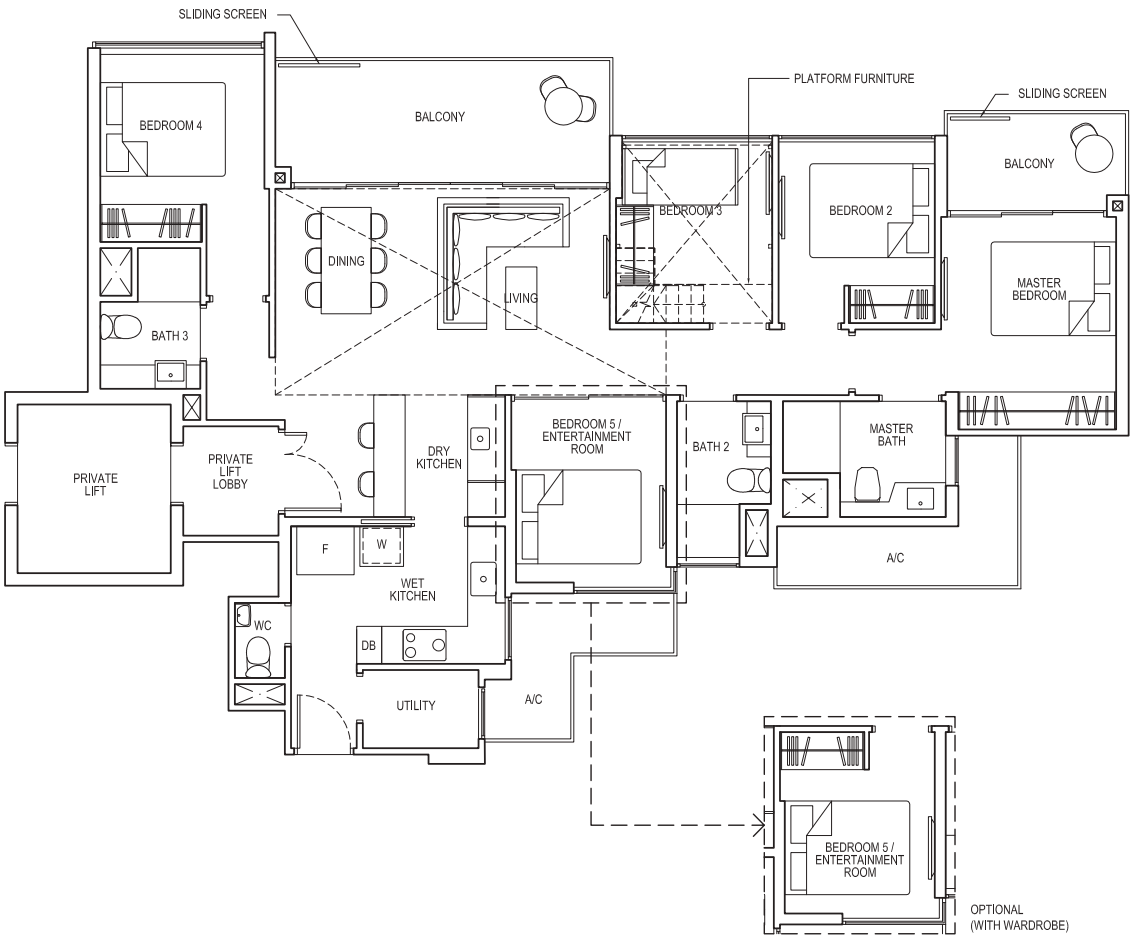 SLIDING SCREEN
PLATFORM FURNITURE
SLIDING SCREEN
BEDROOM 4
BALCONY
BALCONY
BEDROOM 3
BEDROOM 2
DINING
LIVING
MASTER
BEDROOM
BATH 3
BEDROOM 5 /
ENTERTAINMENT
ROOM
MASTER
BATH
BATH 2
DRY
KITCHEN
PRIVATE
LIFT
PRIVATE
LIFT
LOBBY
F
W
A/C
WET
KITCHEN
WC
DB
UTILITY
A/C
BEDROOM 5 /
ENTERTAINMENT
ROOM
OPTIONAL
(WITH WARDROBE)